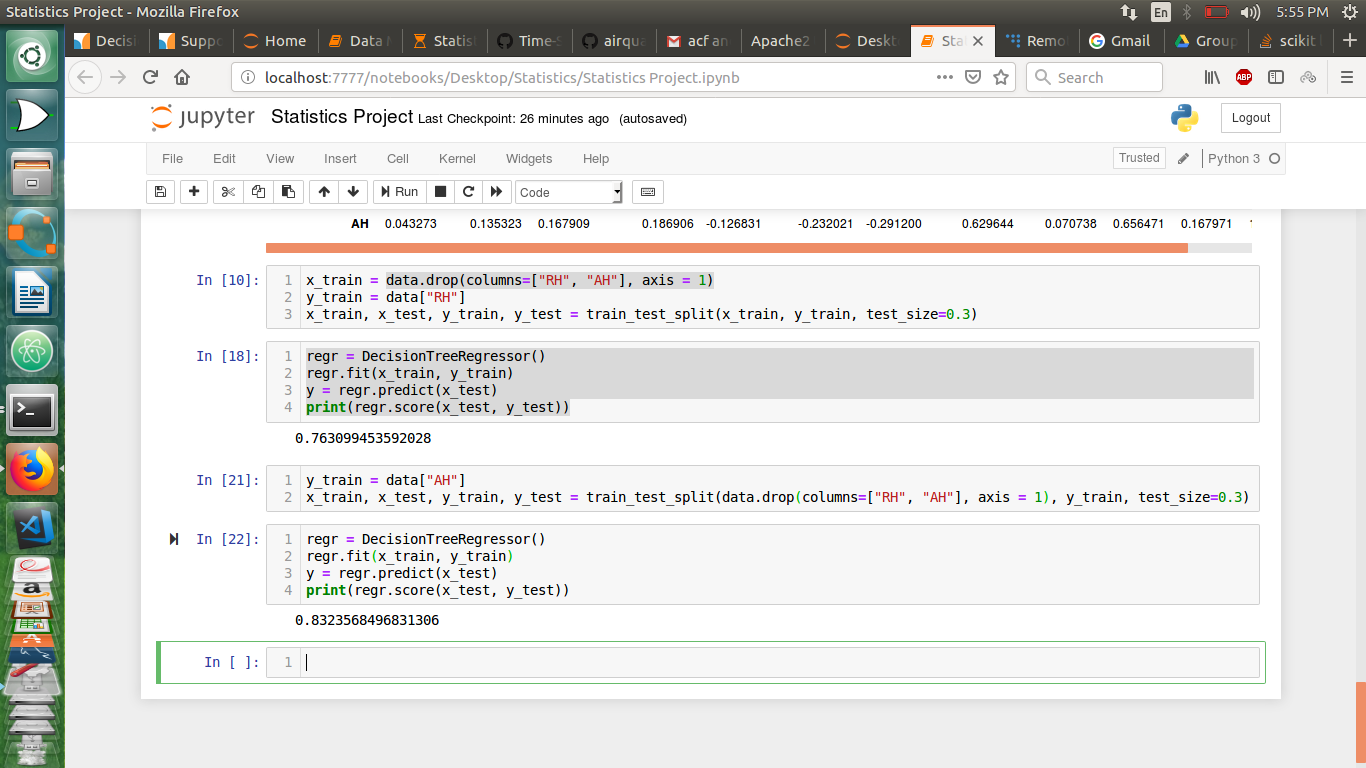 Statistics Project - Mozilla Firefox
En
5:55 PM
Decisi
Suppo
Home
Data M
Statist
Time-S
airqua
acf an
Apache2
Deskt
Stat
Remo
Gmail
Group
scikit
localhost:7777/notebooks/Desktop/Statistics/Statistics Project.ipynb
Search
ABP
jupyter
Statistics Project Last Checkpoint: 26 minutes ago (autosaved)
Logout
File Edit View Insert Cell Kernel Widgets Help
Trusted
Python 3
Run
Code
AH 0.043273 0.135323 0.167909 0.186906 -0.126831 -0.232021 -0.291200 0.629644 0.070738 0.656471 0.167971
In [10]:
1 x_train = data.drop(columns=["RH", "AH"], axis = 1)
2 y_train = data["RH"]
3 x_train, x_test, y_train, y_test = train_test_split(x_train, y_train, test_size=0.3)
In [18]:
1 regr = DecisionTreeRegressor()
2 regr.fit(x_train, y_train)
3 y = regr.predict(x_test)
4 print(regr.score(x_test, y_test))
0.763099453592028
In [21]:
1 y_train = data["AH"]
2 x_train, x_test, y_train, y_test = train_test_split(data.drop(columns=["RH", "AH"], axis = 1), y_train, test_size=0.3)
In [22]:
1 regr = DecisionTreeRegressor()
2 regr.fit(x_train, y_train)
3 y = regr.predict(x_test)
4 print(regr.score(x_test, y_test))
0.8323568496831306
In [ ]:
1